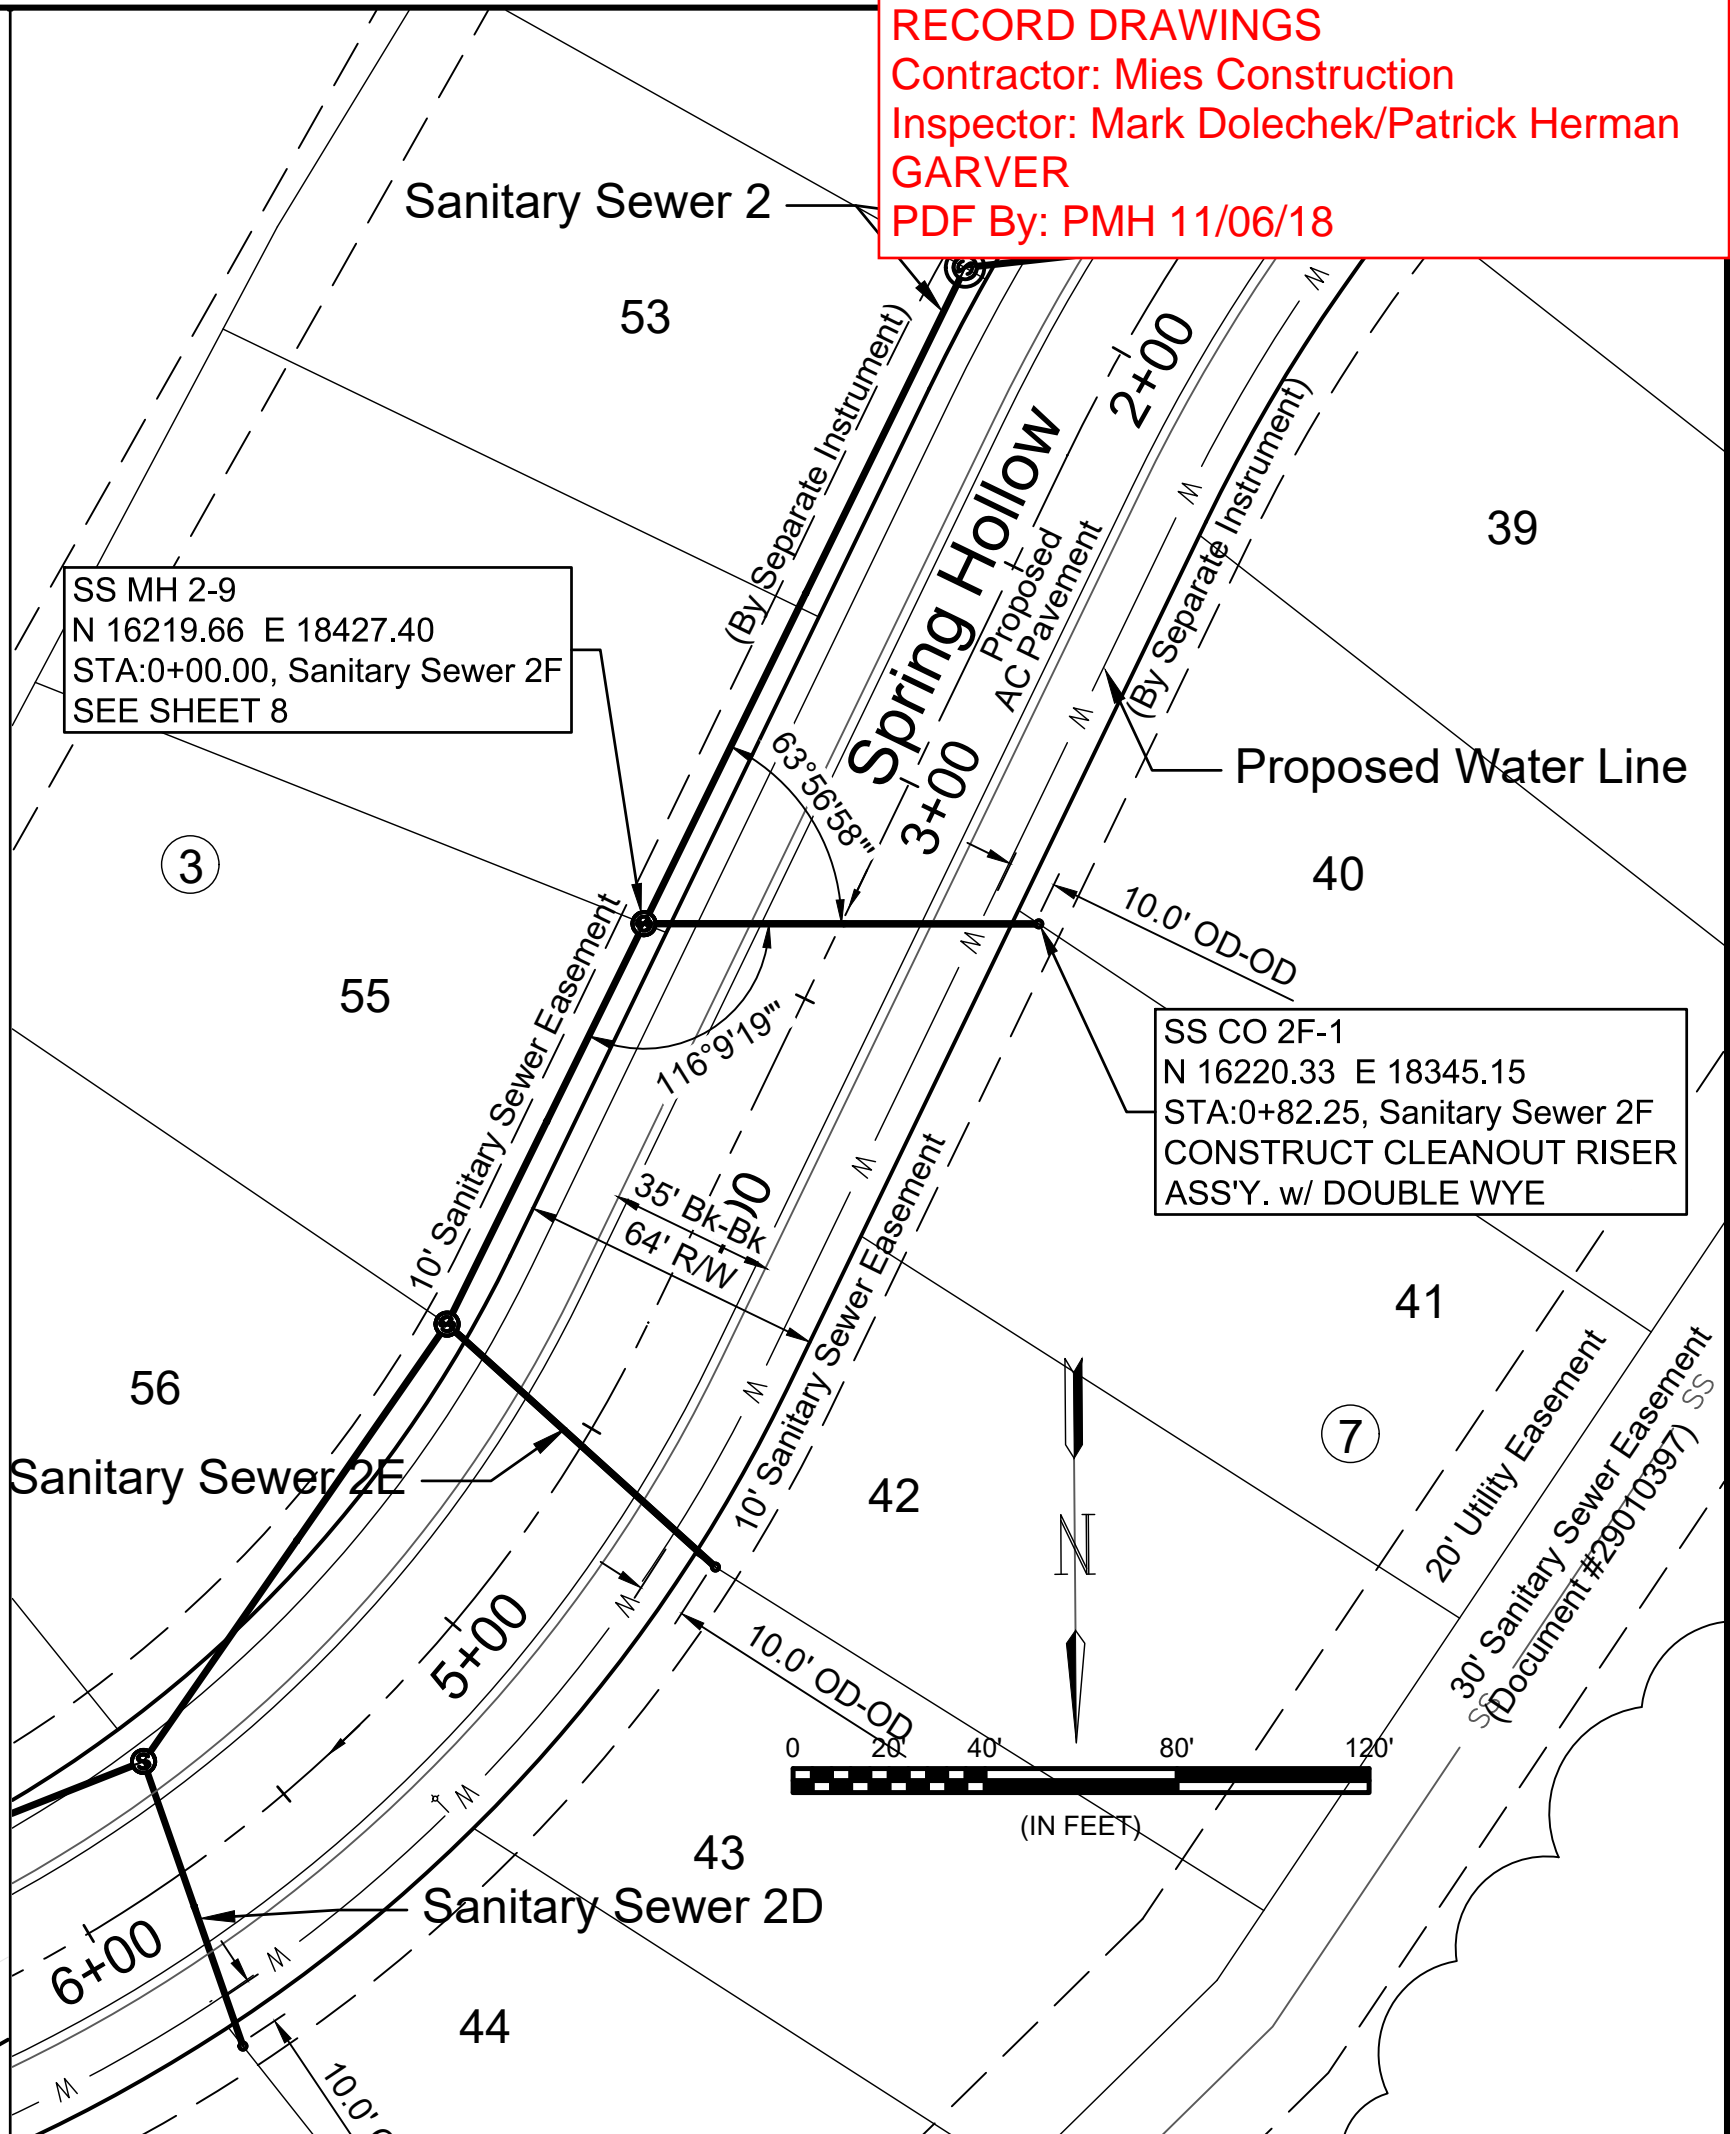 RECORD DRAWINGS
Contractor: Mies Construction
Inspector: Mark Dolechek/Patrick Herman
GARVER
PDF By: PMH 11/06/18
Sanitary Sewer 2
53
(By Separate Instrument)
2+00
Spring Hollow
Proposed
AC Pavement
(By Separate Instrument)
39
SS MH 2-9
N 16219.66 E 18427.40
STA:0+00.00, Sanitary Sewer 2F
SEE SHEET 8
63°56'58"
3+00
Proposed Water Line
3
40
10.0' OD-OD
55
10' Sanitary Sewer Easement
116°9'19"
SS CO 2F-1
N 16220.33 E 18345.15
STA:0+82.25, Sanitary Sewer 2F
CONSTRUCT CLEANOUT RISER
ASS'Y. w/ DOUBLE WYE
35' Bk-Bk
64' R/W
10' Sanitary Sewer Easement
41
56
7
20' Utility Easement
30' Sanitary Sewer Easement
(Document #29010397)
SS
SS
Sanitary Sewer 2E
42
N
5+00
10.0' OD-OD
0 20' 40' 80' 120'
(IN FEET)
43
Sanitary Sewer 2D
6+00
44
10.0'
W
W
W
W
W
W
W
W
W
W